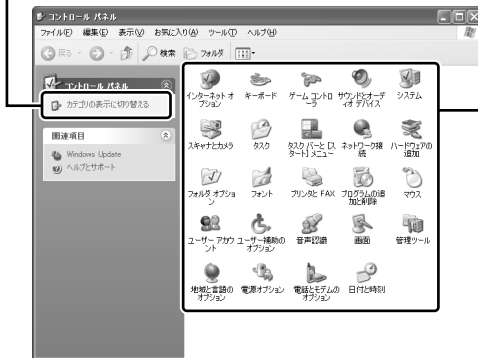 コントロール パネル
ファイル(F) 編集(E) 表示(V) お気に入り(A) ツール(T) ヘルプ(H)
戻る 検索 フォルダ
コントロール パネル
カテゴリの表示に切り替える
関連項目
Windows Update
ヘルプとサポート
インターネット オプション
キーボード
ゲーム コントローラ
サウンドとオーディオ デバイス
システム
スキャナとカメラ
タスク
タスク バーと [スタート] メニュー
ネットワーク接続
ハードウェアの追加
フォルダ オプション
フォント
プリンタと FAX
プログラムの追加と削除
マウス
ユーザー アカウント
ユーザー補助のオプション
音声認識
画面
管理ツール
地域と言語のオプション
電源オプション
電話とモデムのオプション
日付と時刻